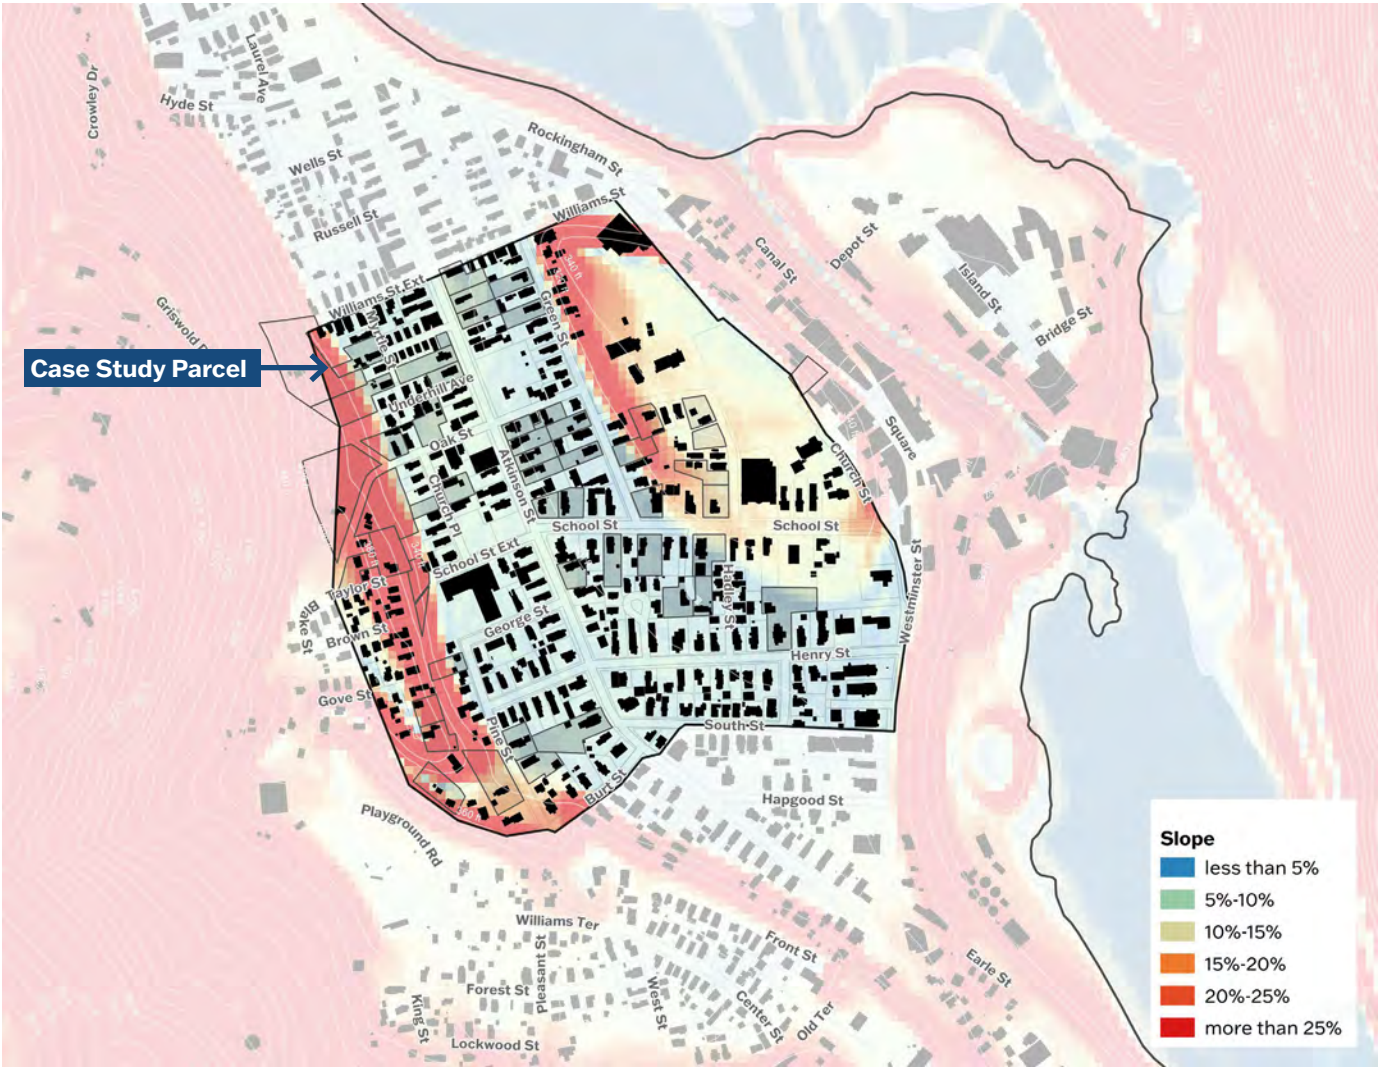 Laurel Ave
Crowley Dr
Hyde St
Rockingham St
Wells St
Williams St
Russell St
Canal St
Depot St
340 ft
Island St
Williams St Ext
Griswold
Myrtle St
Green St
Bridge St
Case Study Parcel
Underhill Ave
Oak St
Square
Church St
Atkinson St
Church Pl
School St
School St
School St Ext
Taylor St
Blake St
Hadley St
Westminster St
George St
Brown St
Henry St
Gove St
South St
Pine St
Burt St
Hapgood St
Playground Rd
Slope
less than 5%
5%-10%
10%-15%
15%-20%
20%-25%
more than 25%
Williams Ter
Pleasant St
Front St
Earle St
Forest St
King St
West St
Center St
Old Ter
Lockwood St